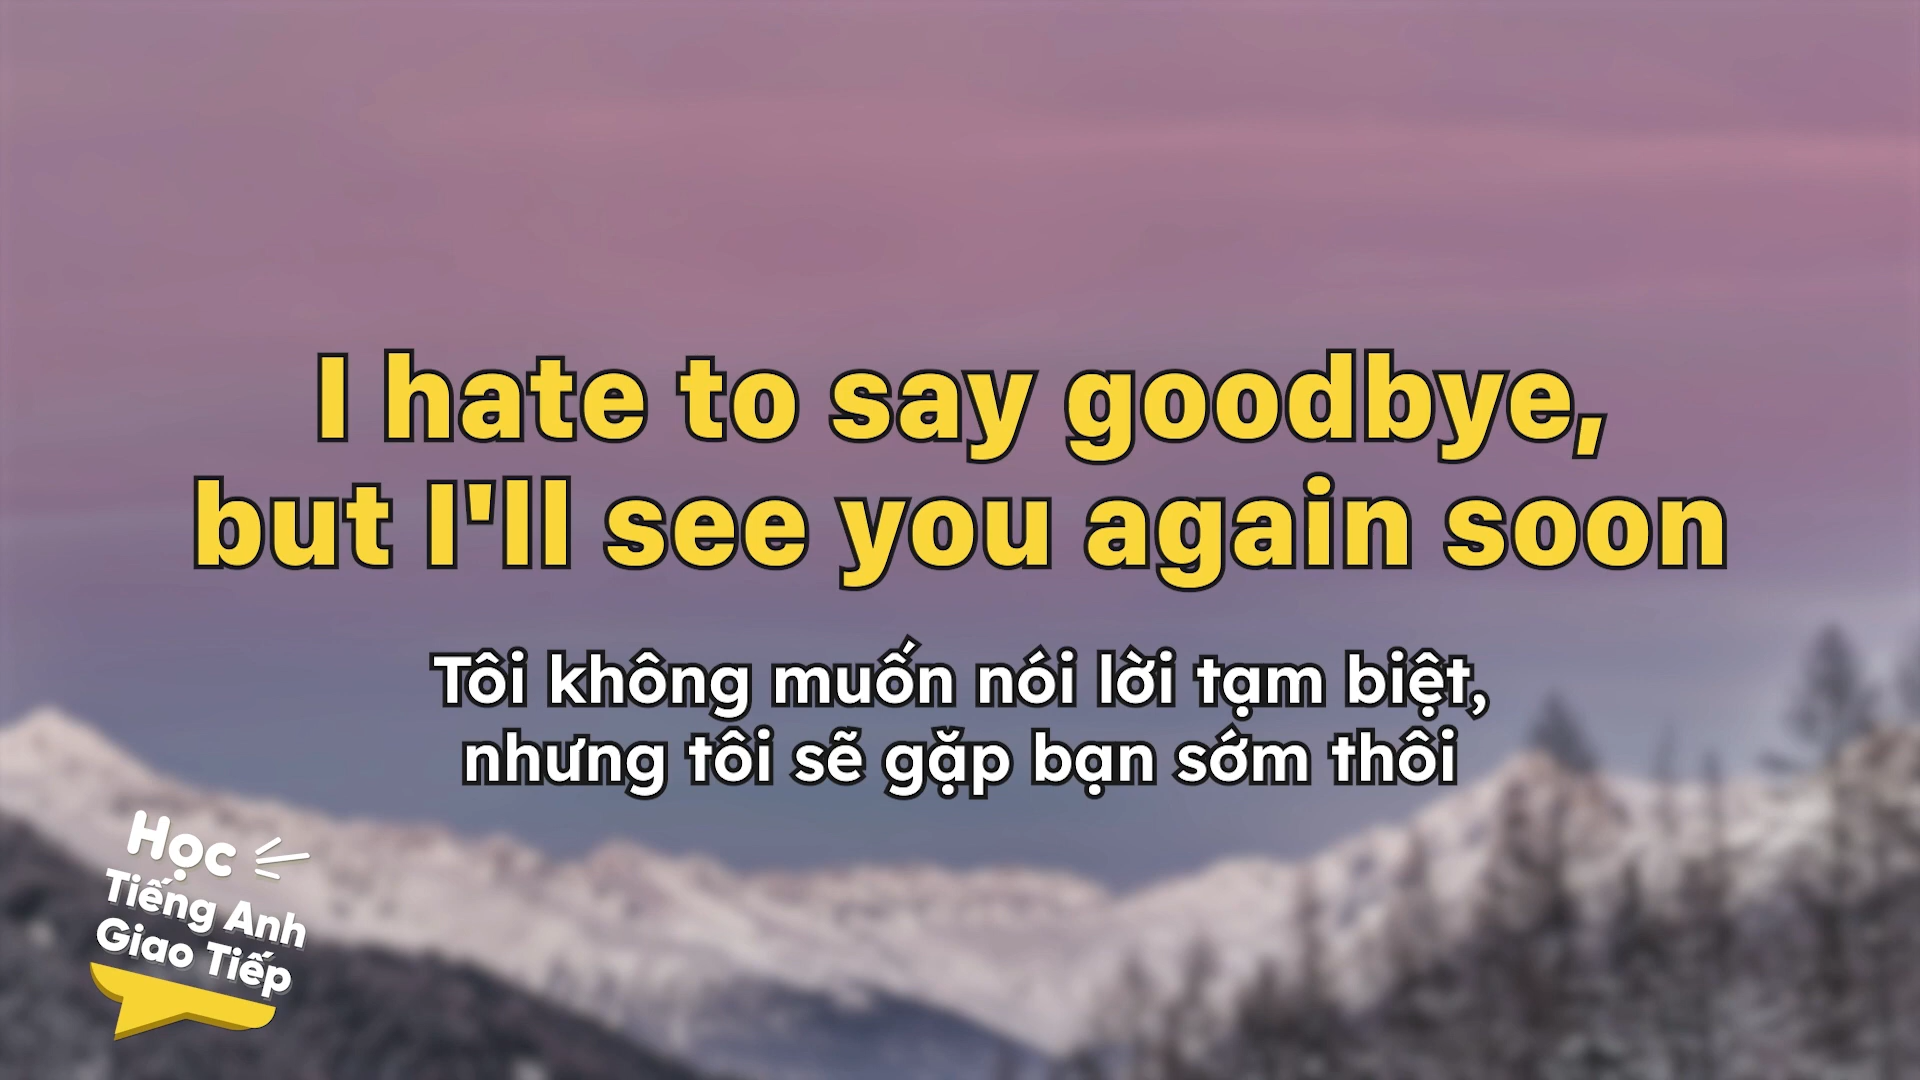 I hate to say goodbye,
but I'll see you again soon
Tôi không muốn nói lời tạm biệt,
nhưng tôi sẽ gặp bạn sớm thôi
Học
Tiếng Anh
Giao Tiếp